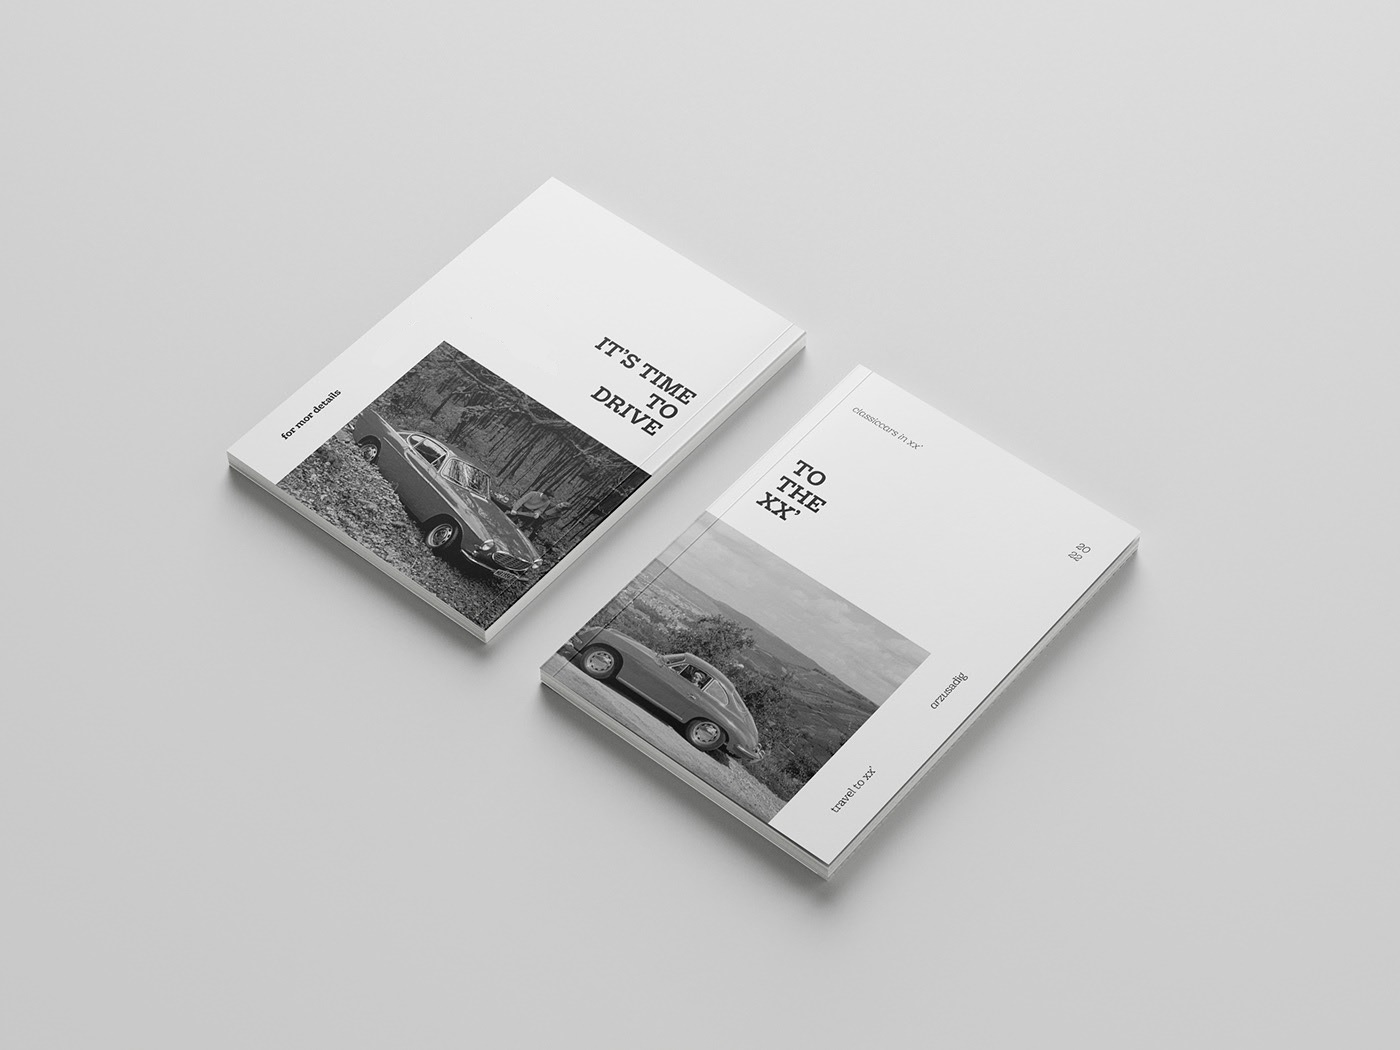 IT'S TIME
TO
DRIVE
for mor details
classiccars in xx'
TO
THE
XX'
20
22
arzusadig
travel to xx'